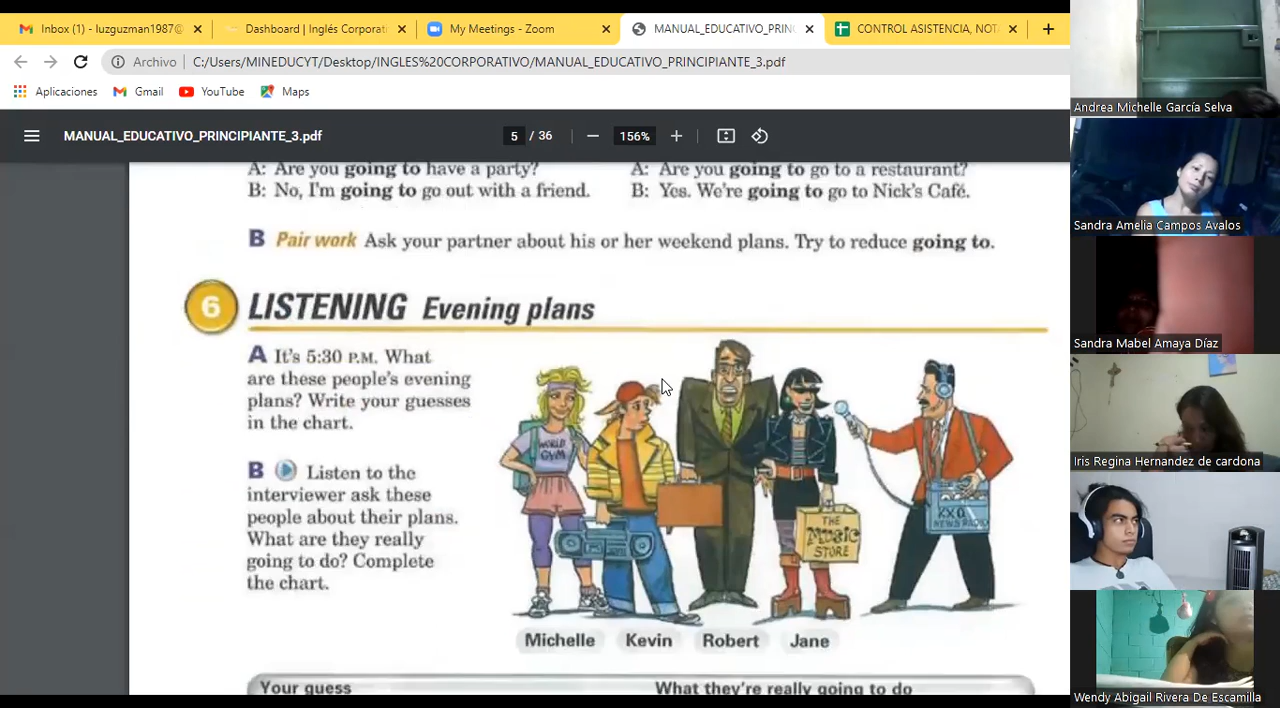 Inbox (1) - luzguzman1987@
Dashboard | Inglés Corporati
My Meetings - Zoom
MANUAL_EDUCATIVO_PRINC
CONTROL ASISTENCIA, NOTA
Archivo
C:/Users/MINEDUCYT/Desktop/INGLES%20CORPORATIVO/MANUAL_EDUCATIVO_PRINCIPIANTE_3.pdf
Aplicaciones
Gmail
YouTube
Maps
MANUAL_EDUCATIVO_PRINCIPIANTE_3.pdf
5 / 36
156%
A: Are you going to have a party?
B: No, I'm going to go out with a friend.
A: Are you going to go to a restaurant?
B: Yes. We're going to go to Nick's Café.
B Pair work Ask your partner about his or her weekend plans. Try to reduce going to.
6 LISTENING Evening plans
A It's 5:30 P.M. What
are these people's evening
plans? Write your guesses
in the chart.
B Listen to the
interviewer ask these
people about their plans.
What are they really
going to do? Complete
the chart.
WORLD
GYM
THE
MUSIC
STORE
KXQ
NEWS RADIO
Michelle
Kevin
Robert
Jane
Your guess
What they're really going to do
Andrea Michelle García Selva
Sandra Amelia Campos Avalos
Sandra Mabel Amaya Díaz
Iris Regina Hernandez de cardona
Wendy Abigail Rivera De Escamilla